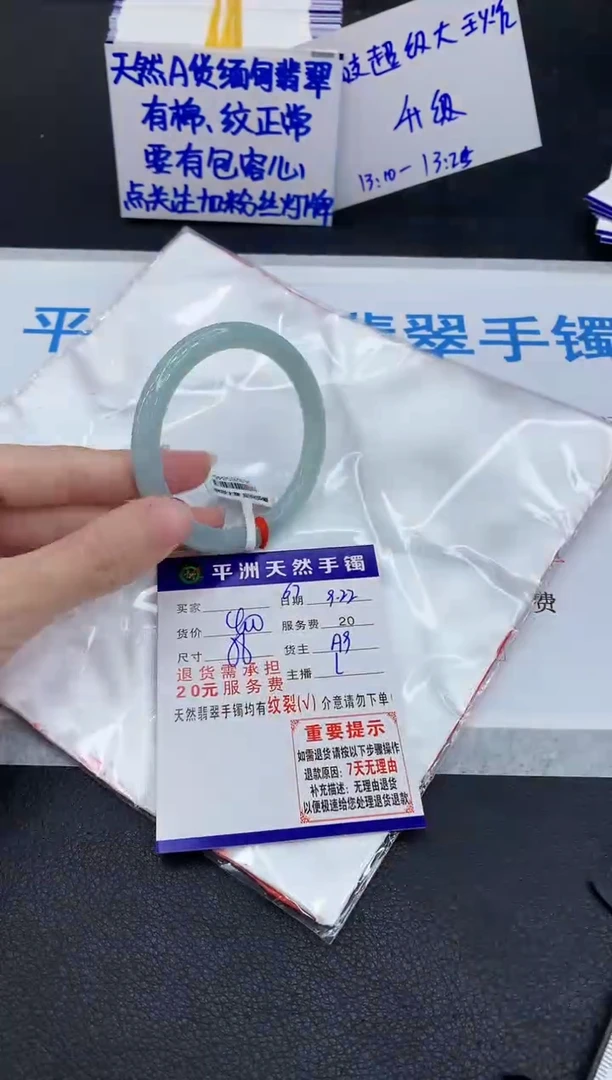 天然A货缅甸翡翠
有棉、纹正常
要有包容心
点关注加粉丝灯牌
升级
13:10-13:25
平 翡翠手镯
费
平洲天然手镯
买家 日期 9-22
货价 服务费 20
尺寸 货主 A9
退货需承担
20元服务费 主播 L
天然翡翠手镯均有纹裂(√) 介意请勿下单!
重要提示
如需退货请按以下步骤操作
退款原因: 7天无理由
补充描述: 无理由退货
以便极速给您处理退货退款